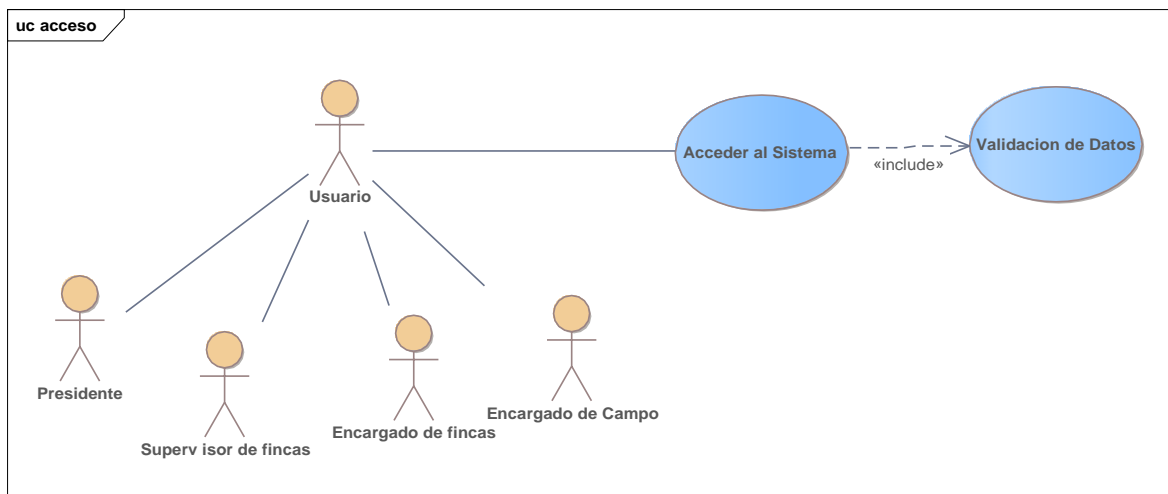 uc acceso
Usuario
Acceder al Sistema
«include»
Validacion de Datos
Presidente
Superv isor de fincas
Encargado de fincas
Encargado de Campo